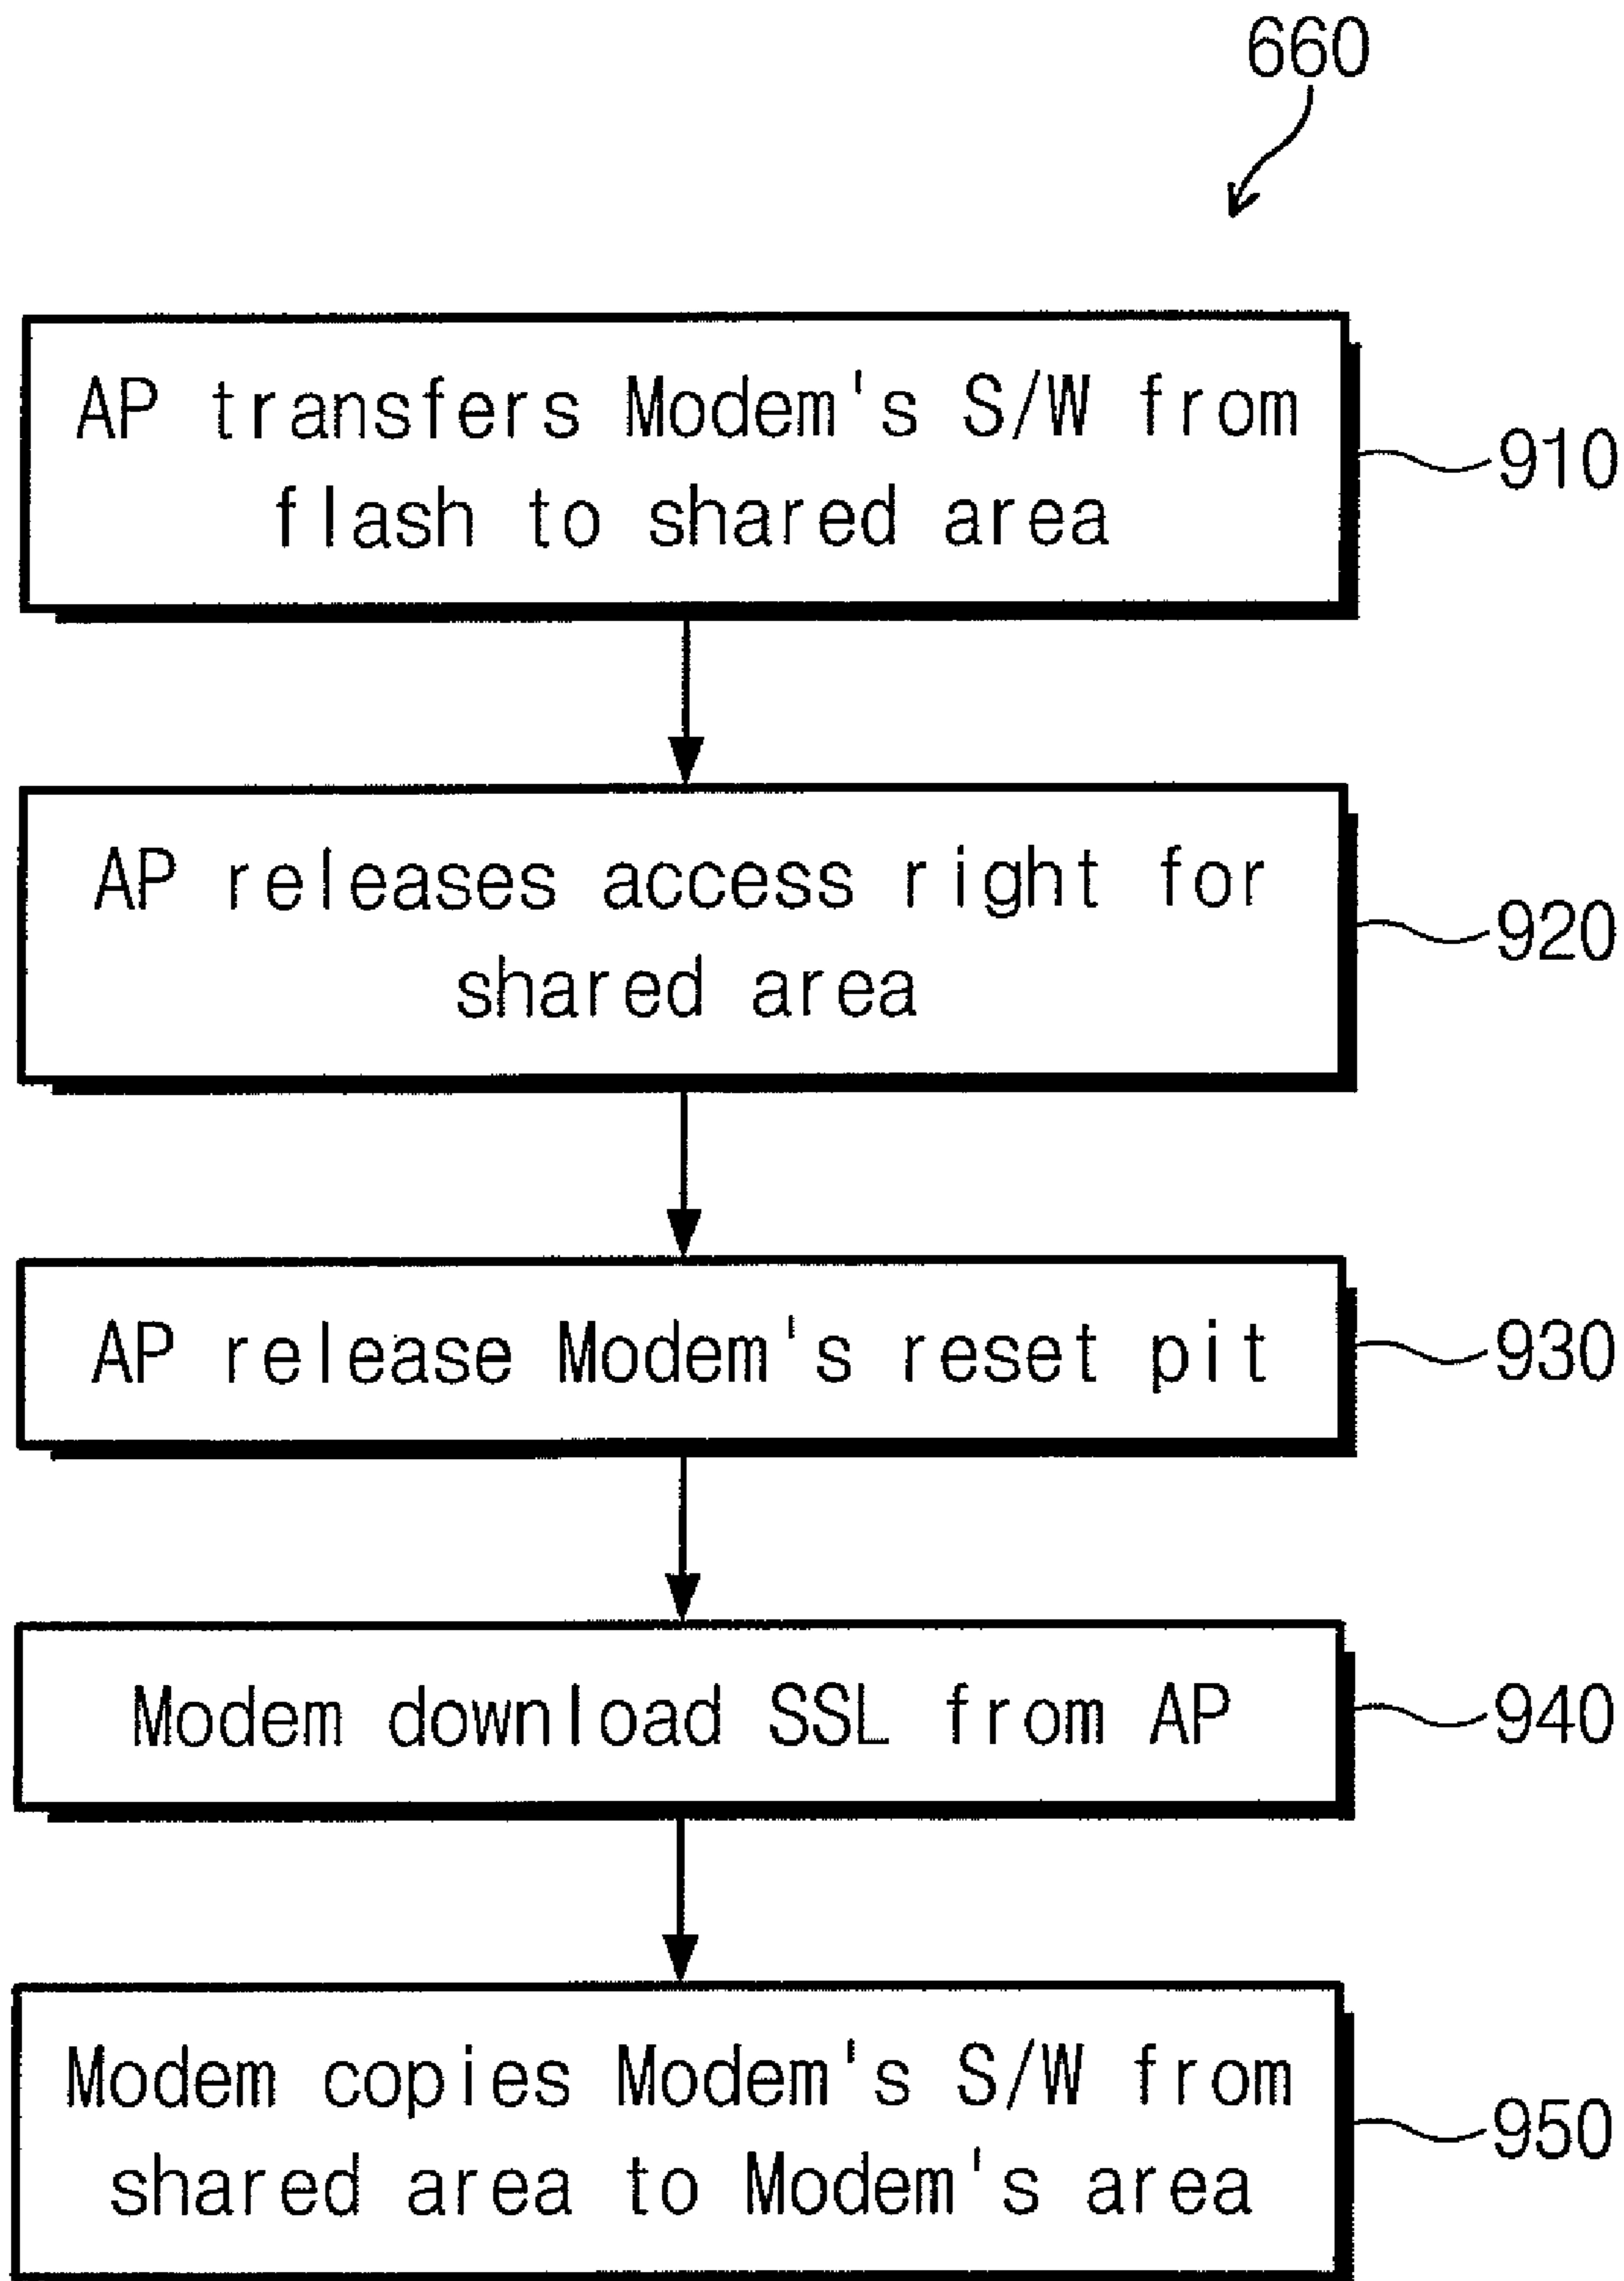 660
AP transfers Modem's S/W from
flash to shared area
910
AP releases access right for
shared area
920
AP release Modem's reset pit
930
Modem download SSL from AP
940
Modem copies Modem's S/W from
shared area to Modem's area
950